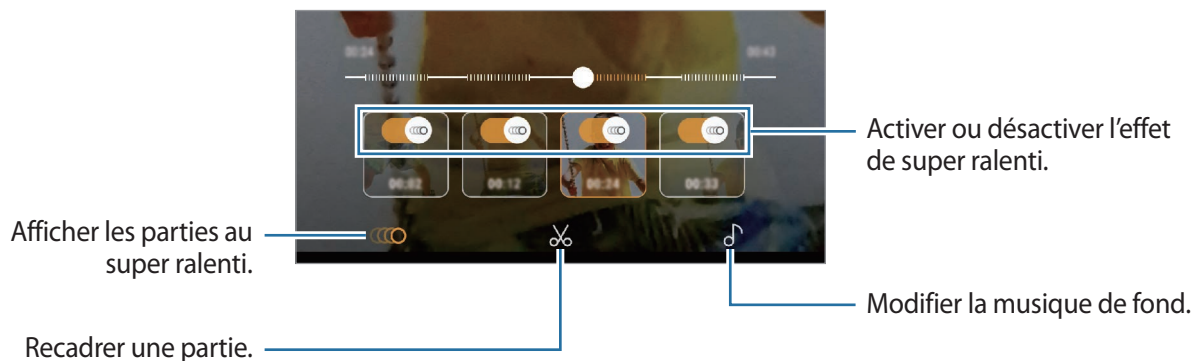 00:24 00:43
Activer ou désactiver l'effet
de super ralenti.
00:02 00:12 00:24 00:33
Afficher les parties au
super ralenti.
Modifier la musique de fond.
Recadrer une partie.